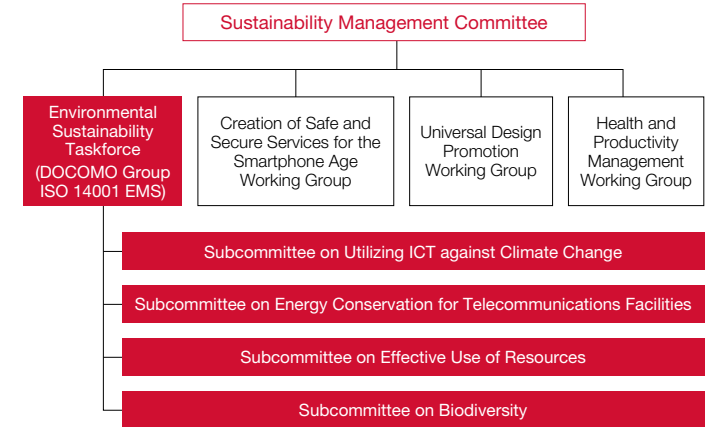 Sustainability Management Committee
Environmental
Sustainability
Taskforce
(DOCOMO Group
ISO 14001 EMS)
Creation of Safe and
Secure Services for the
Smartphone Age
Working Group
Universal Design
Promotion
Working Group
Health and
Productivity
Management
Working Group
Subcommittee on Utilizing ICT against Climate Change
Subcommittee on Energy Conservation for Telecommunications Facilities
Subcommittee on Effective Use of Resources
Subcommittee on Biodiversity